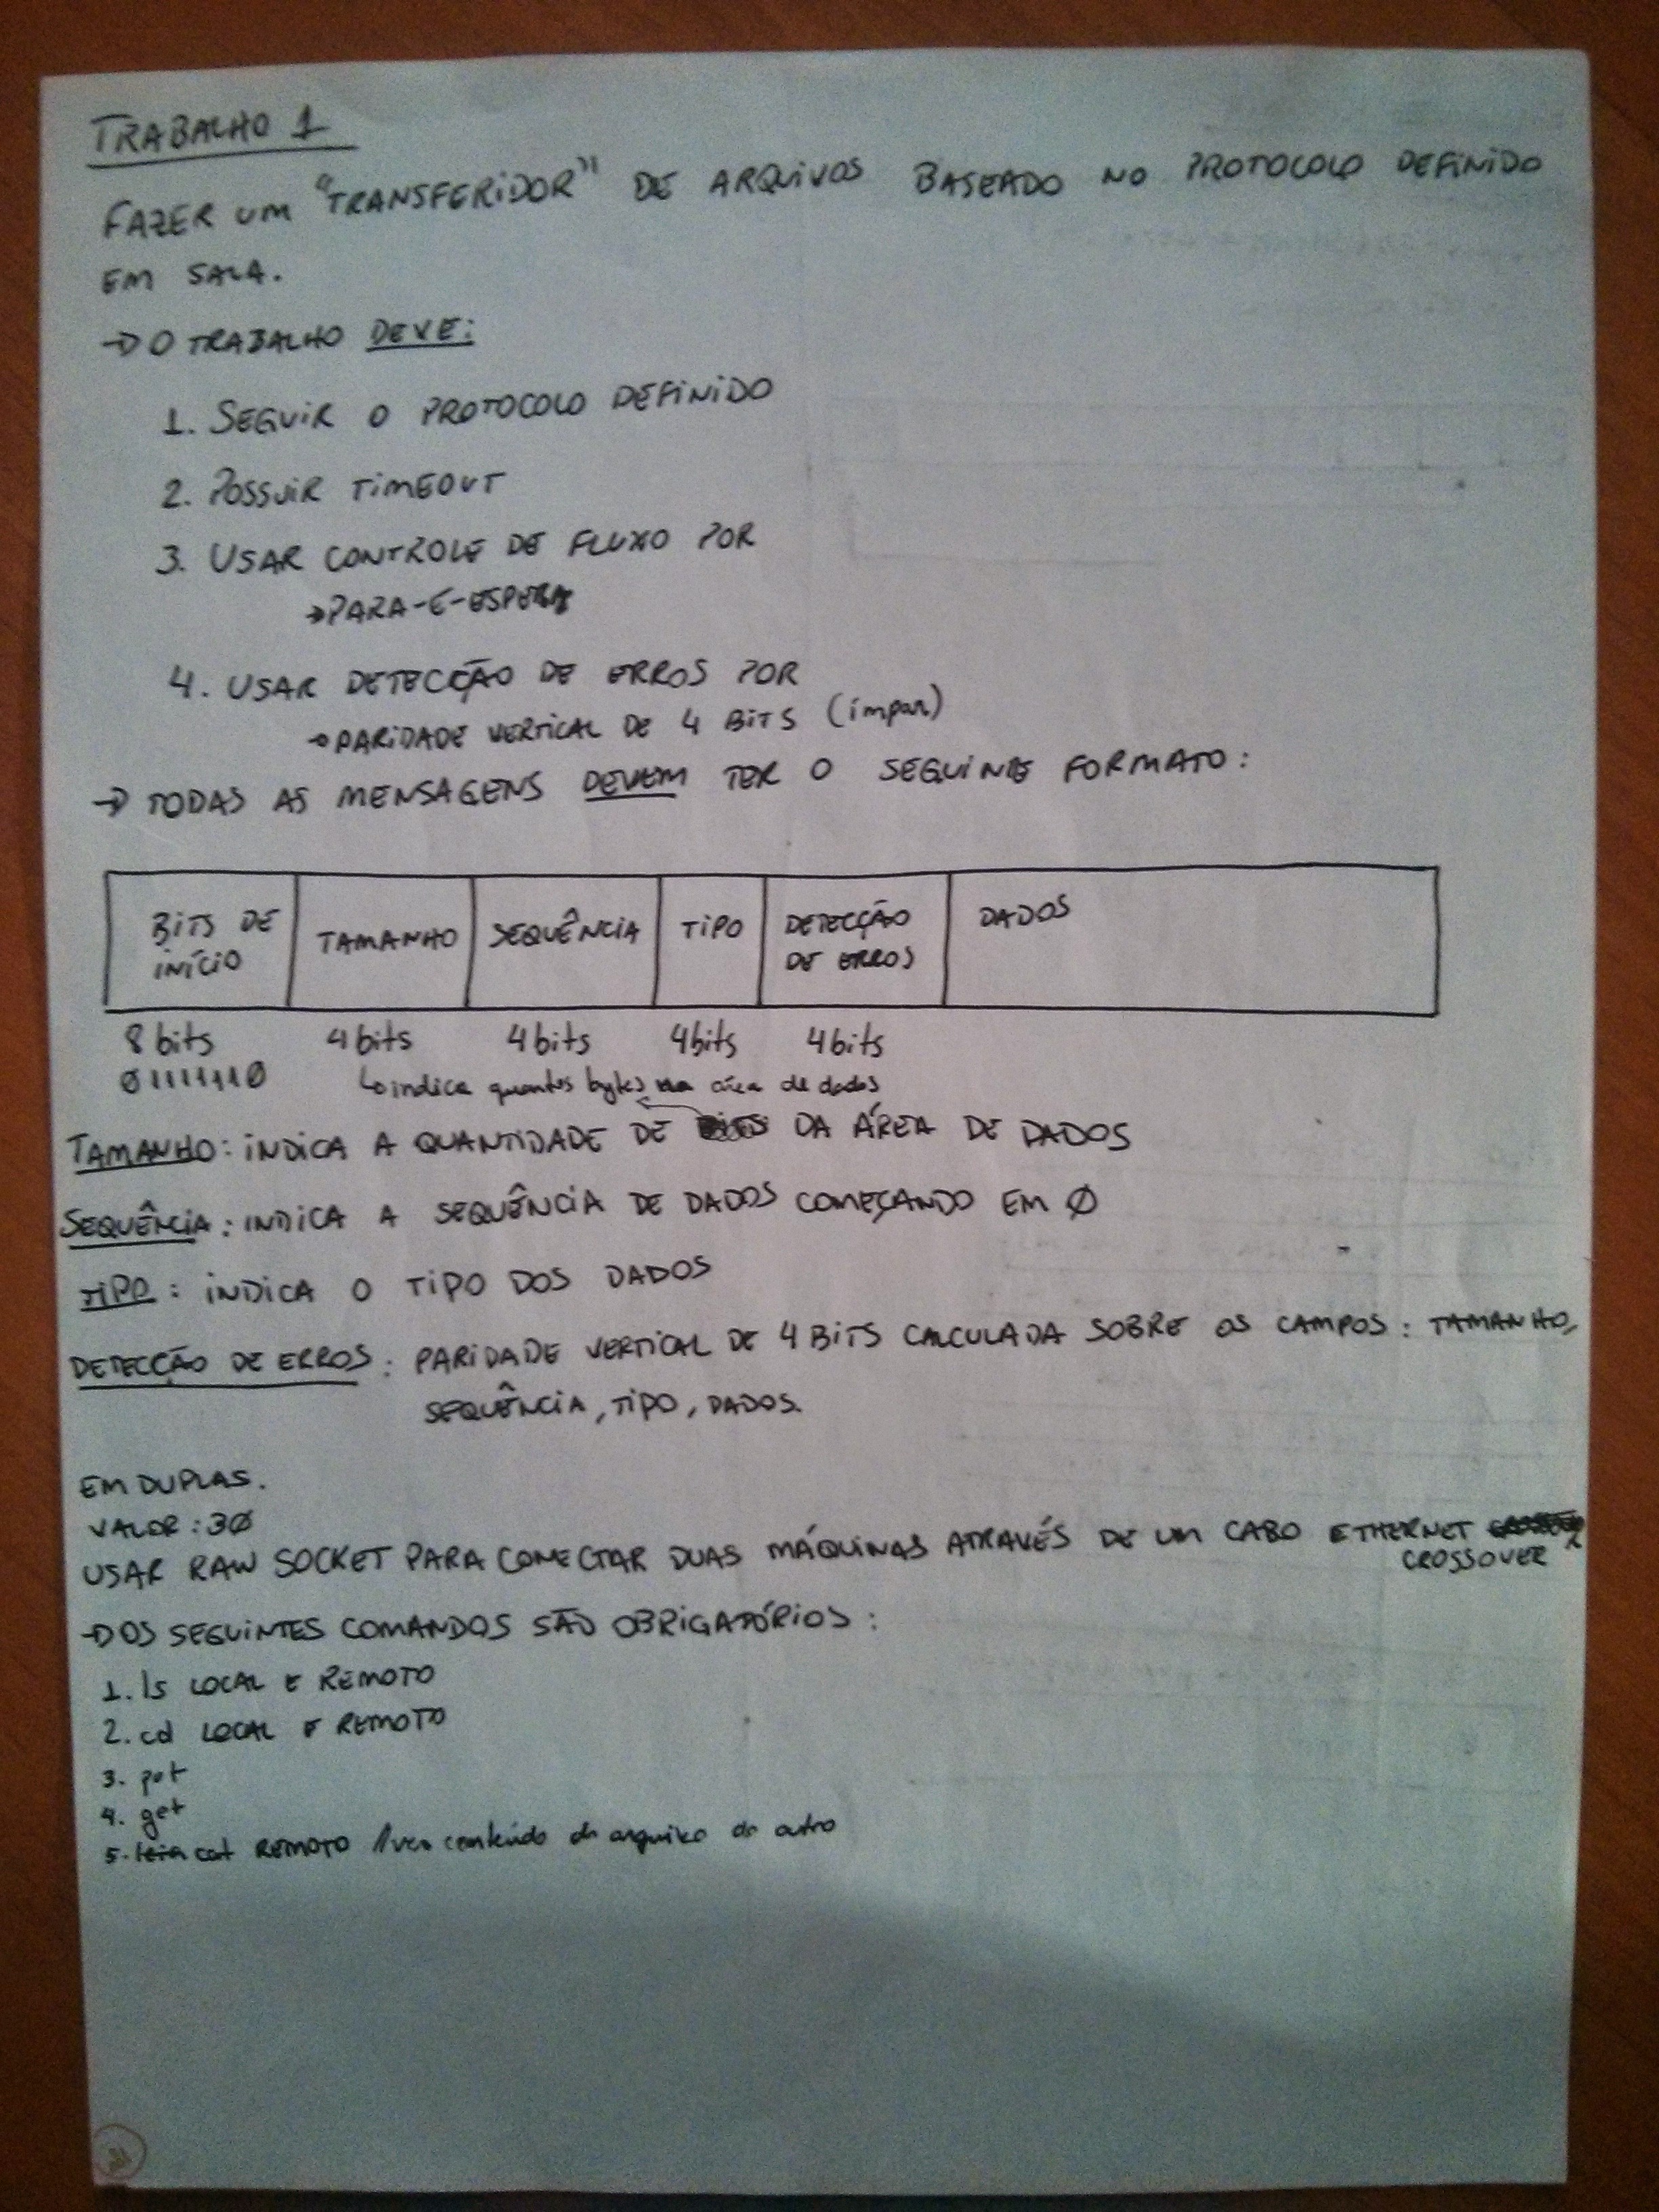 TRABALHO 1
FAZER UM "TRANSFERIDOR" DE ARQUIVOS BASEADO NO PROTOCOLO DEFINIDO
EM SALA.
→ O TRABALHO DEVE:
1. SEGUIR O PROTOCOLO DEFINIDO
2. POSSUIR TIMEOUT
3. USAR CONTROLE DE FLUXO POR
→ PARA-E-ESPERA
4. USAR DETECÇÃO DE ERROS POR
→ PARIDADE VERTICAL DE 4 BITS (ímpar)
→ TODAS AS MENSAGENS DEVEM TER O SEGUINTE FORMATO:
BITS DE INÍCIO TAMANHO SEQUÊNCIA TIPO DETECÇÃO DE ERROS DADOS
8 bits 4 bits 4 bits 4 bits 4 bits
01111110 ↳ indica quantos bytes na área de dados
TAMANHO: INDICA A QUANTIDADE DE BITS DA ÁREA DE DADOS
SEQUÊNCIA: INDICA A SEQUÊNCIA DE DADOS COMEÇANDO EM 0
TIPO: INDICA O TIPO DOS DADOS
DETECÇÃO DE ERROS: PARIDADE VERTICAL DE 4 BITS CALCULADA SOBRE OS CAMPOS: TAMANHO,
SEQUÊNCIA, TIPO, DADOS.
EM DUPLAS.
VALOR: 30
USAR RAW SOCKET PARA CONECTAR DUAS MÁQUINAS ATRAVÉS DE UM CABO ETHERNET
CROSSOVER
→ OS SEGUINTES COMANDOS SÃO OBRIGATÓRIOS:
1. ls LOCAL E REMOTO
2. cd LOCAL E REMOTO
3. put
4. get
5. cat REMOTO // ver conteúdo do arquivo do outro